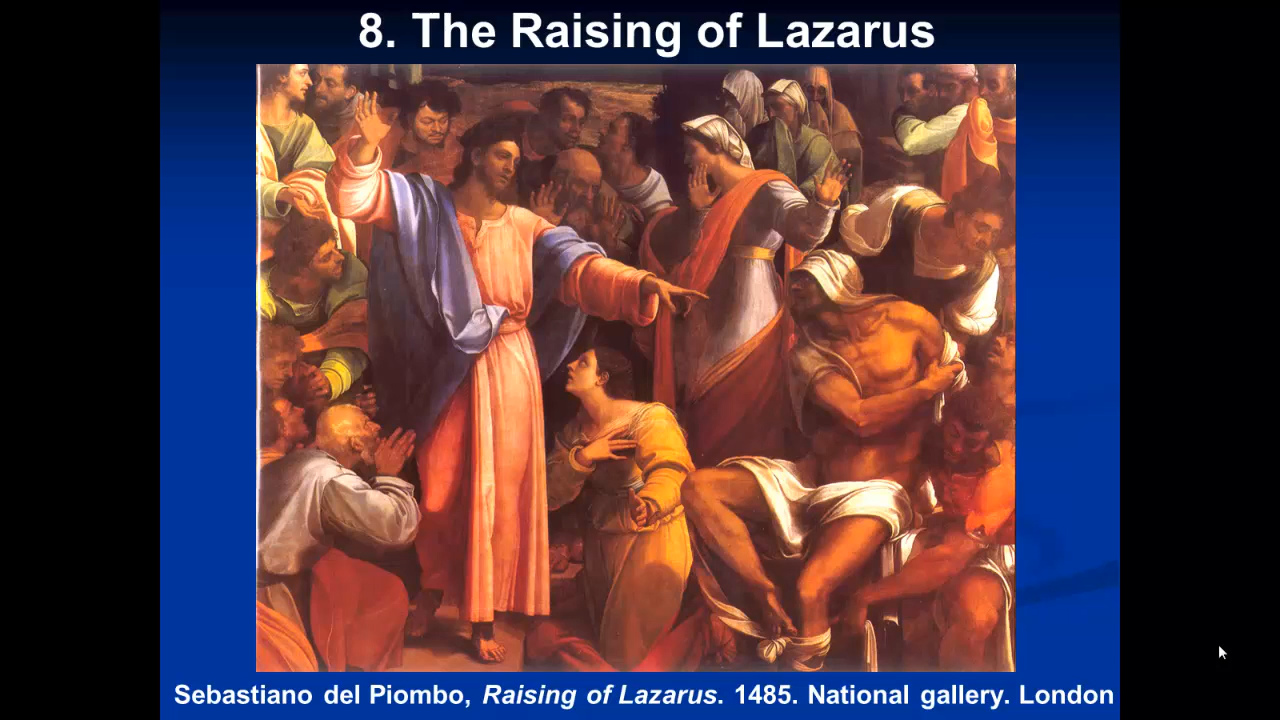 8. The Raising of Lazarus
Sebastiano del Piombo, Raising of Lazarus. 1485. National gallery. London